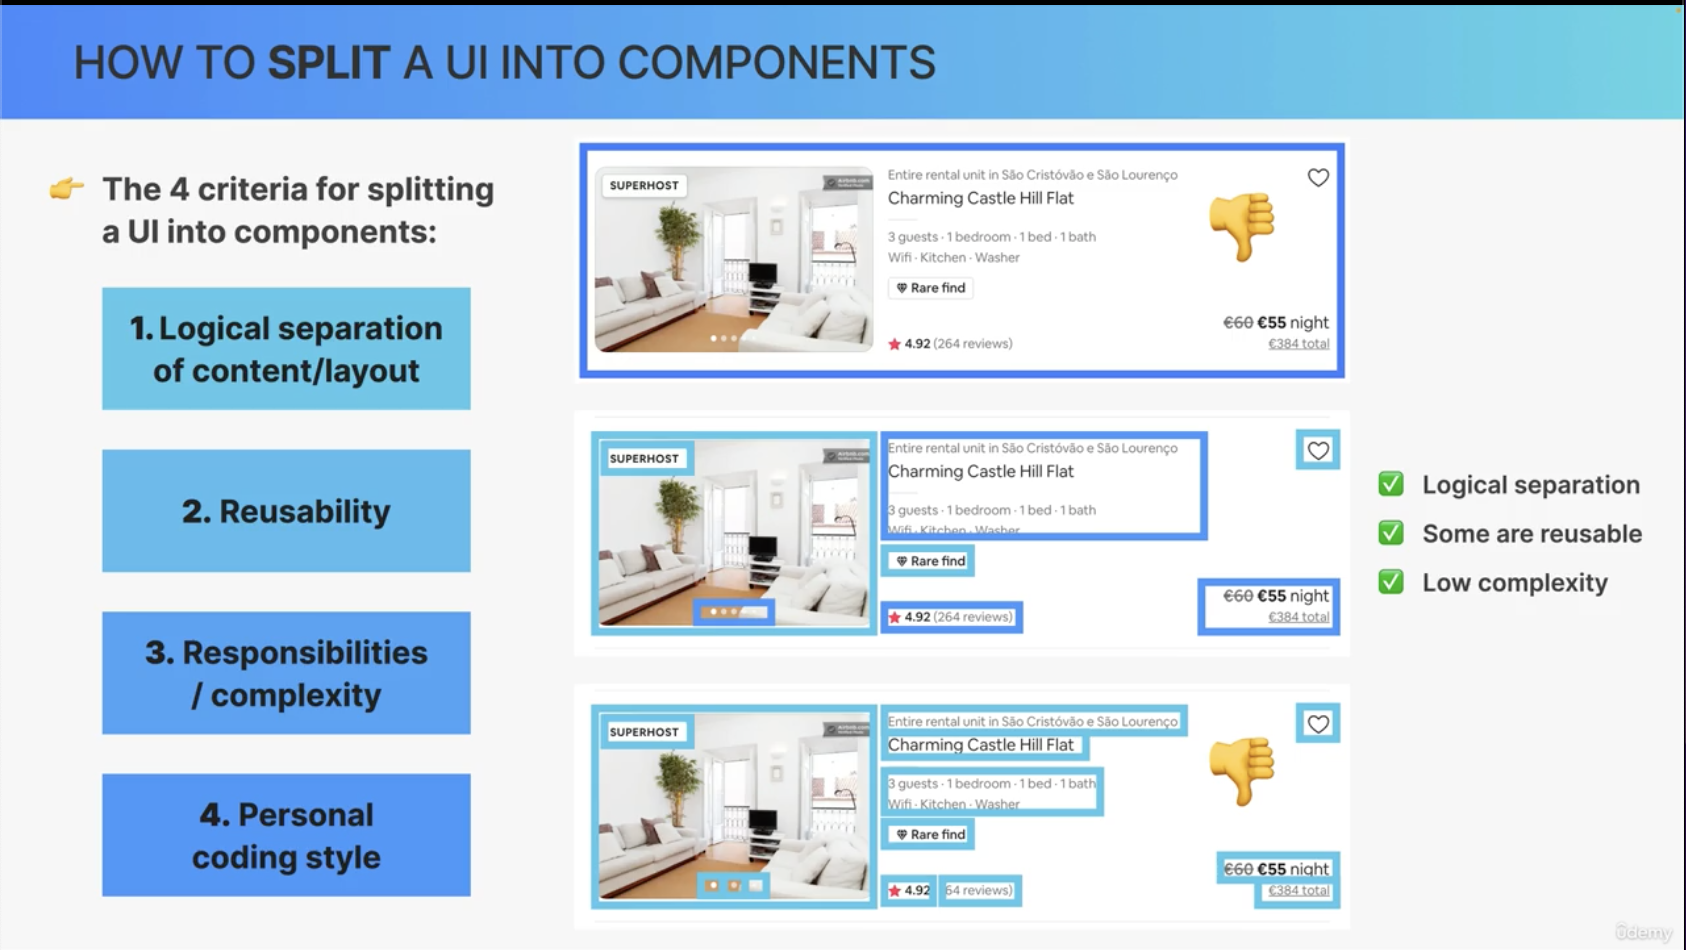 HOW TO SPLIT A UI INTO COMPONENTS
The 4 criteria for splitting
a UI into components:
1. Logical separation
of content/layout
2. Reusability
3. Responsibilities
/ complexity
4. Personal
coding style
SUPERHOST
Entire rental unit in São Cristóvão e São Lourenço
Charming Castle Hill Flat
3 guests · 1 bedroom · 1 bed · 1 bath
Wifi · Kitchen · Washer
Rare find
4.92 (264 reviews)
€60 €55 night
€384 total
SUPERHOST
Entire rental unit in São Cristóvão e São Lourenço
Charming Castle Hill Flat
3 guests · 1 bedroom · 1 bed · 1 bath
Wifi · Kitchen · Washer
Rare find
4.92 (264 reviews)
€60 €55 night
€384 total
Logical separation
Some are reusable
Low complexity
SUPERHOST
Entire rental unit in São Cristóvão e São Lourenço
Charming Castle Hill Flat
3 guests · 1 bedroom · 1 bed · 1 bath
Wifi · Kitchen · Washer
Rare find
4.92 64 reviews)
€60 €55 night
€384 total
ûdemy